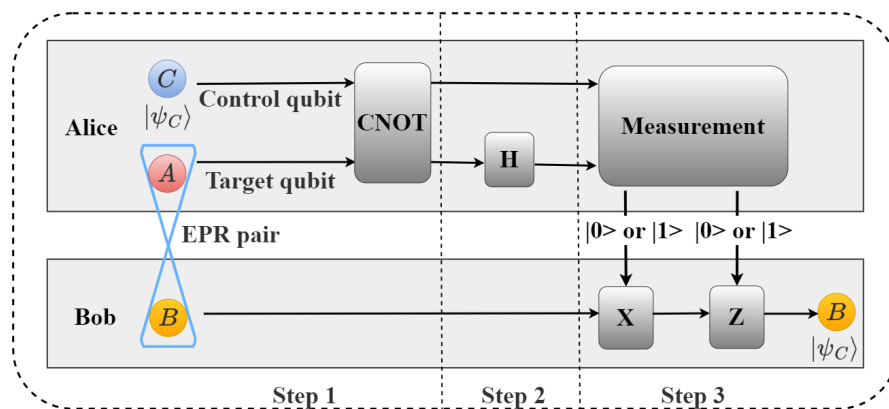 C
Control qubit
|ψ_C⟩
CNOT
Measurement
Alice
H
A
Target qubit
|0> or |1> |0> or |1>
EPR pair
Bob
B
X
Z
B
|ψ_C⟩
Step 1
Step 2
Step 3